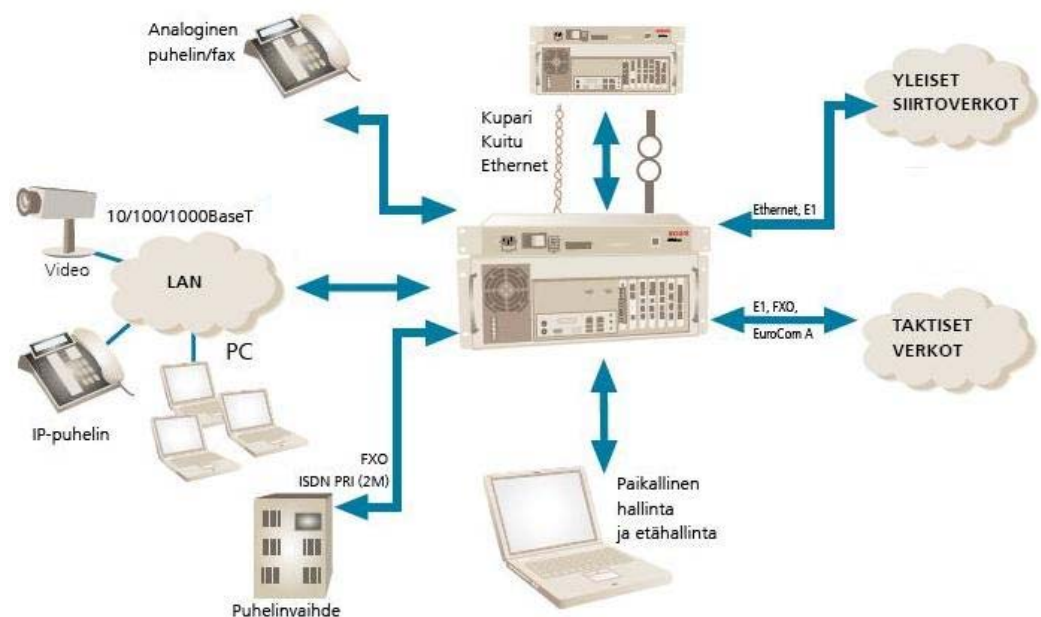 Analoginen
puhelin/fax
Kupari
Kuitu
Ethernet
YLEISET
SIIRTOVERKOT
Ethernet, E1
10/100/1000BaseT
Video
LAN
PC
IP-puhelin
E1, FXO,
EuroCom A
TAKTISET
VERKOT
FXO
ISDN PRI (2M)
Puhelinvaihde
Paikallinen
hallinta
ja etähallinta